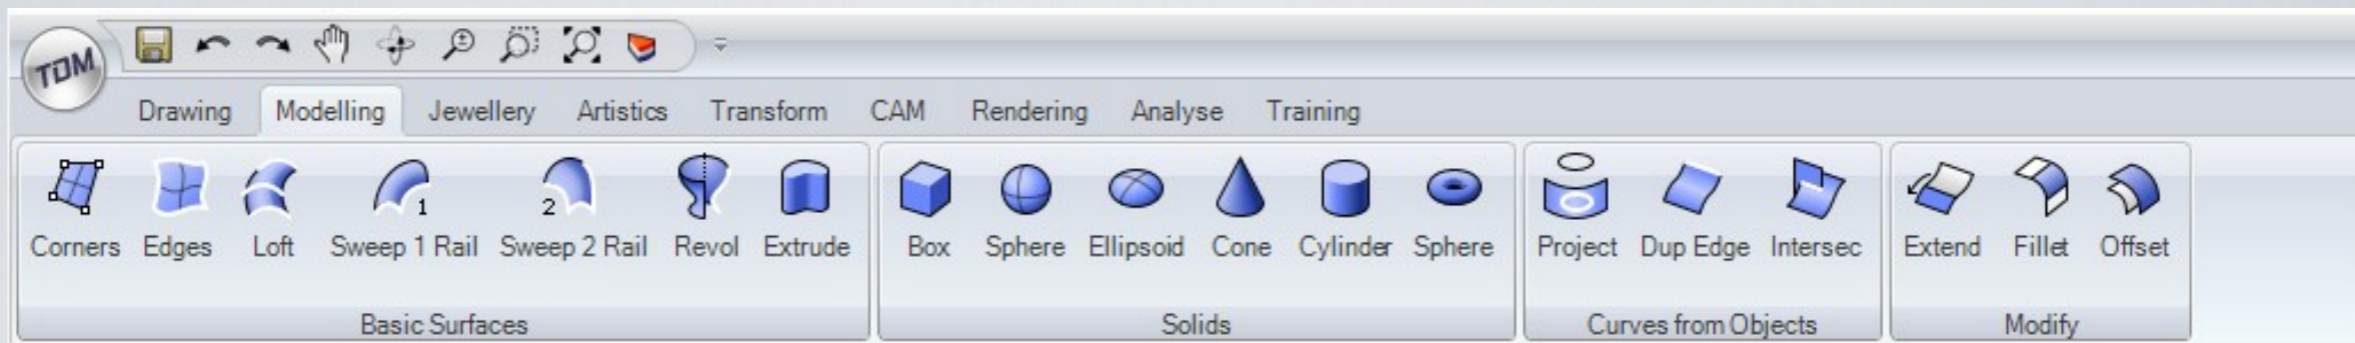 TDM
Drawing Modelling Jewellery Artistics Transform CAM Rendering Analyse Training
1 2
Corners Edges Loft Sweep 1 Rail Sweep 2 Rail Revol Extrude Box Sphere Ellipsoid Cone Cylinder Sphere Project Dup Edge Intersec Extend Fillet Offset
Basic Surfaces Solids Curves from Objects Modify